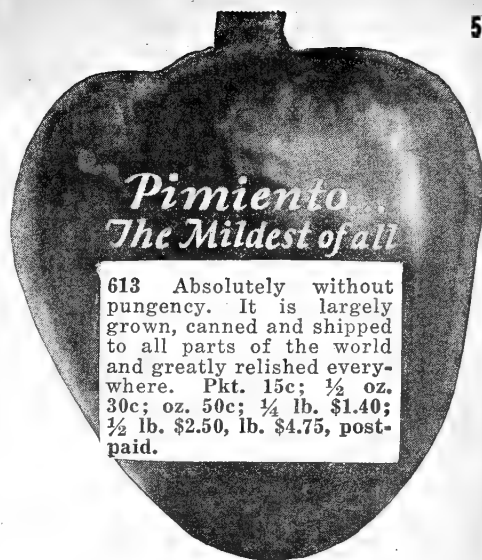 5
Pimiento...
The Mildest of all
613 Absolutely without
pungency. It is largely
grown, canned and shipped
to all parts of the world
and greatly relished every-
where. Pkt. 15c; ½ oz.
30c; oz. 50c; ¼ lb. $1.40;
½ lb. $2.50, lb. $4.75, post-
paid.